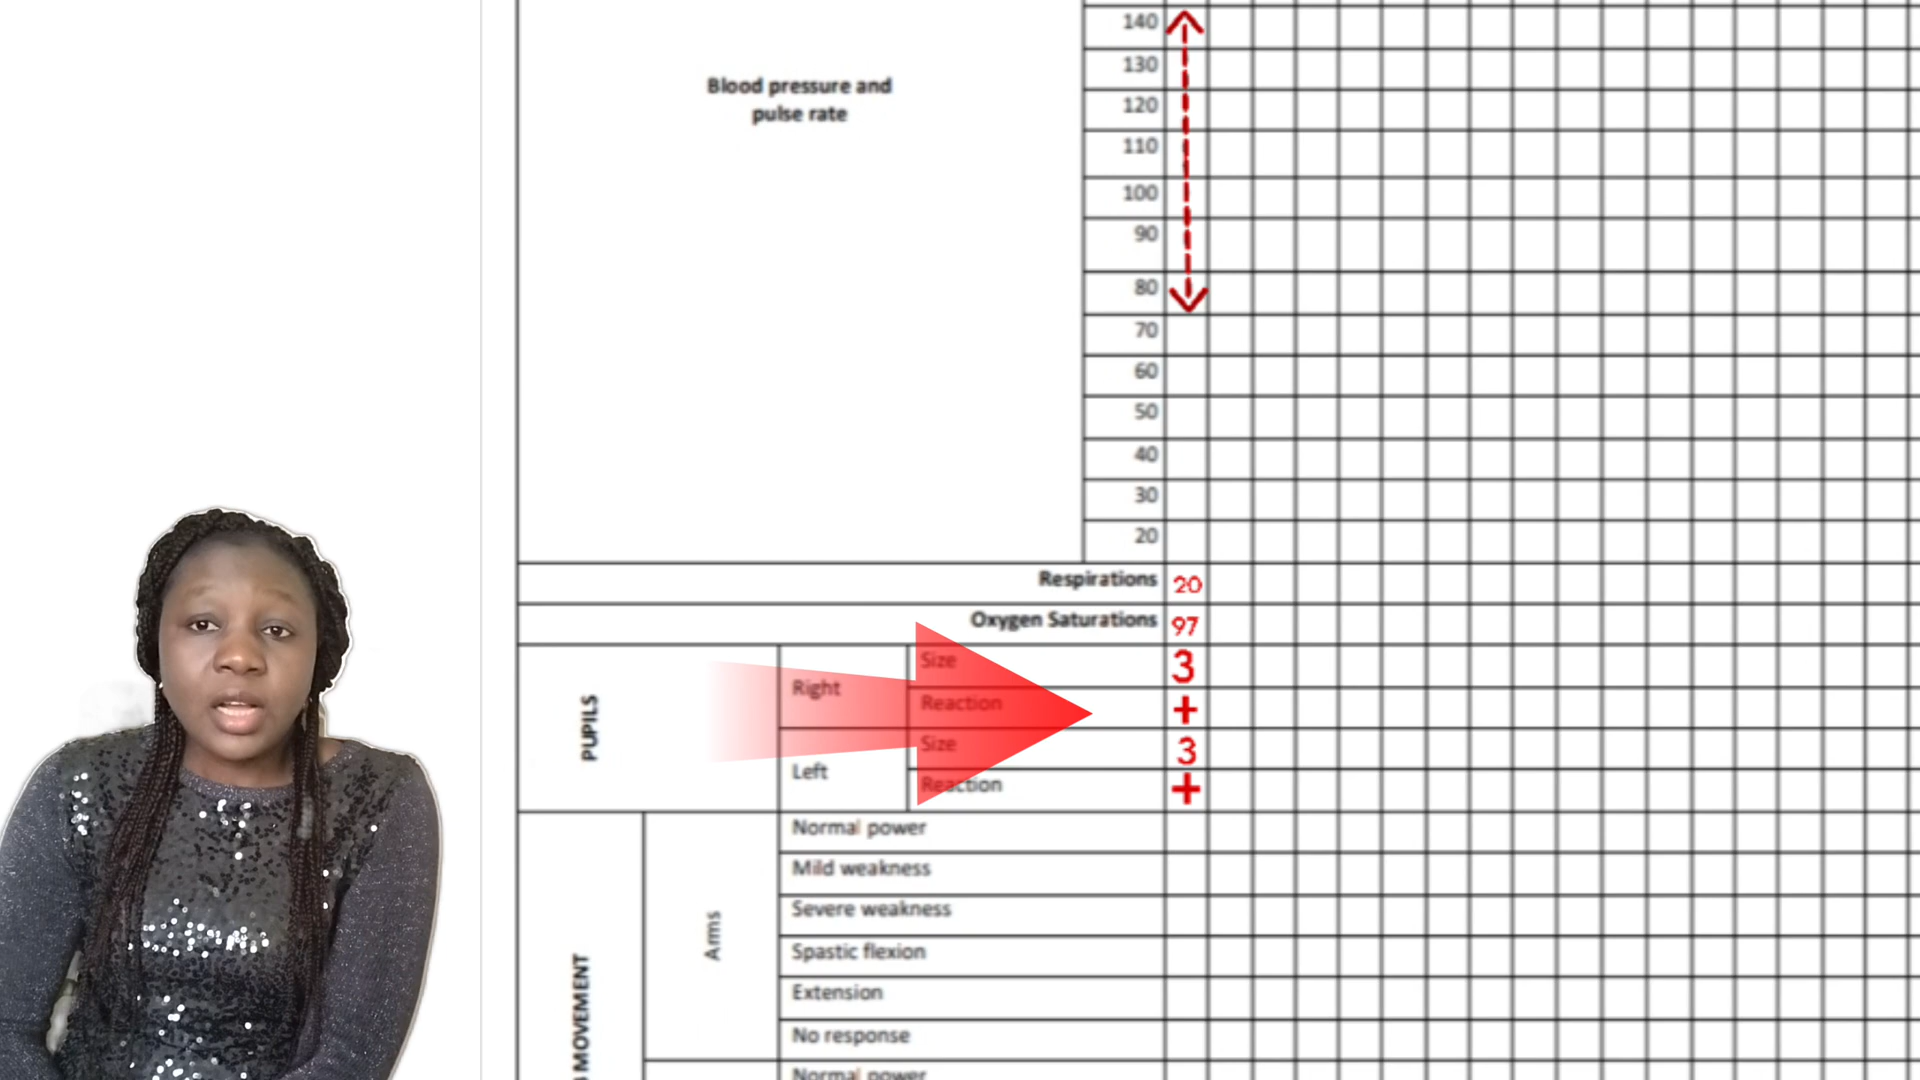 140
130
Blood pressure and
pulse rate
120
110
100
90
80
70
60
50
40
30
20
Respirations 20
Oxygen Saturations 97
PUPILS
Right
Size 3
Reaction +
Left
Size 3
Reaction +
MOVEMENT
Arms
Normal power
Mild weakness
Severe weakness
Spastic flexion
Extension
No response
Normal power